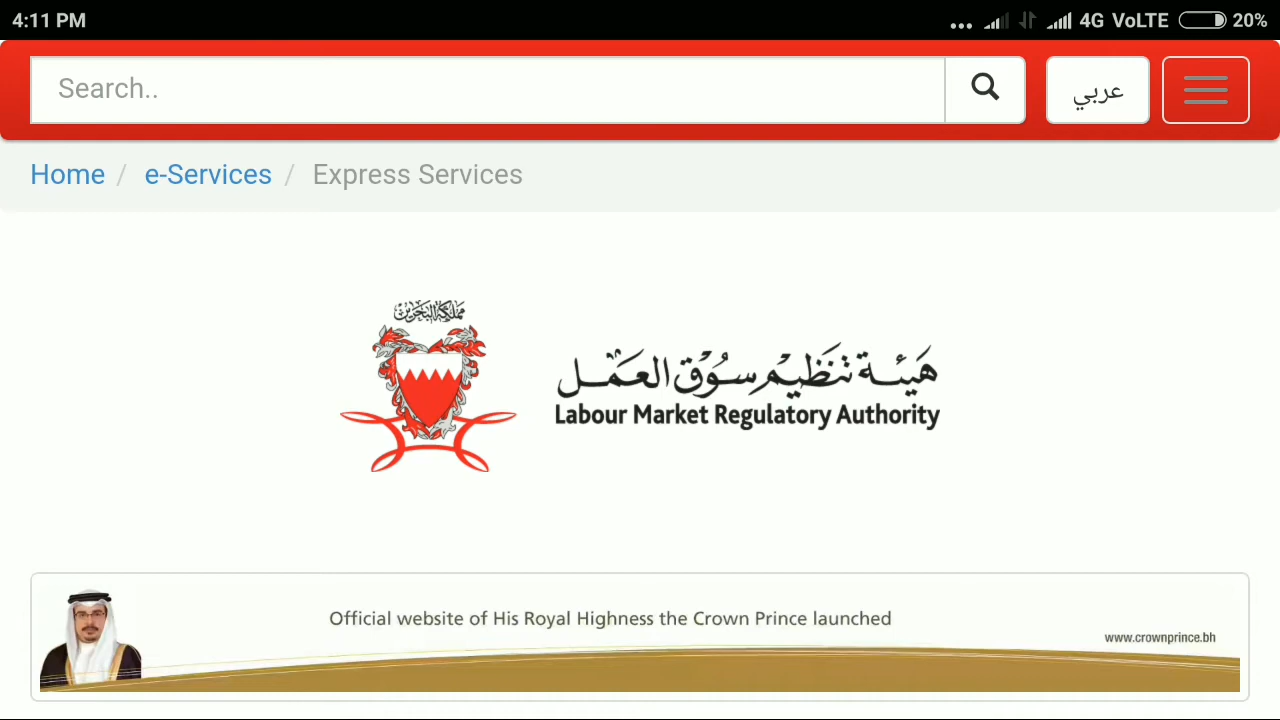 4:11 PM ... 4G VoLTE 20%
Search.. عربي
Home / e-Services / Express Services
مملكة البحرين
هيئة تنظيم سوق العمل
Labour Market Regulatory Authority
Official website of His Royal Highness the Crown Prince launched
www.crownprince.bh